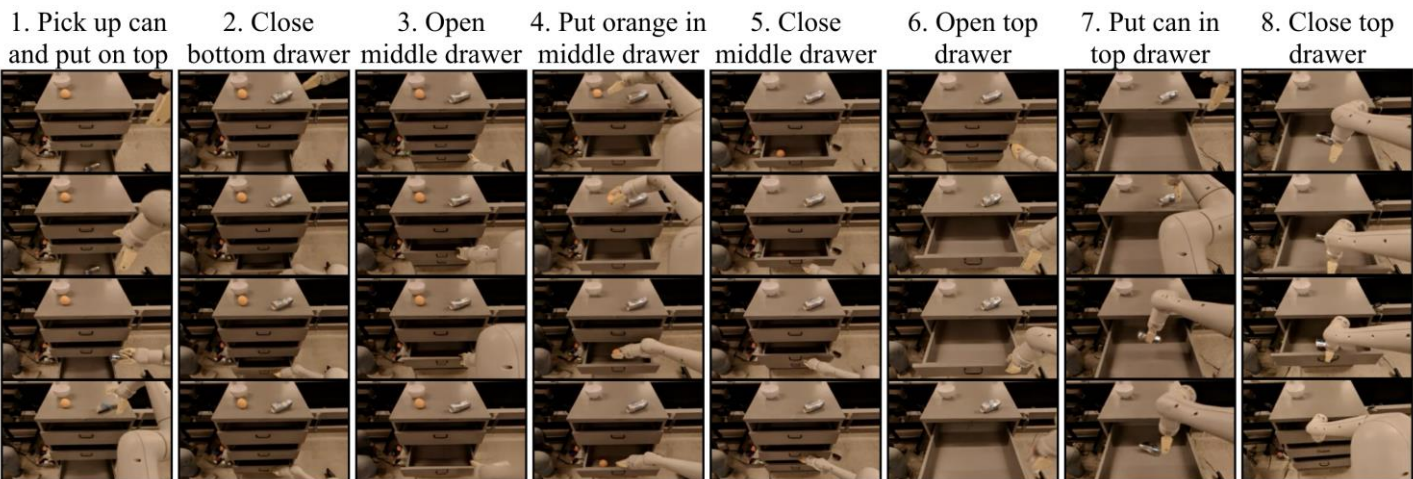 1. Pick up can
and put on top
2. Close
bottom drawer
3. Open
middle drawer
4. Put orange in
middle drawer
5. Close
middle drawer
6. Open top
drawer
7. Put can in
top drawer
8. Close top
drawer